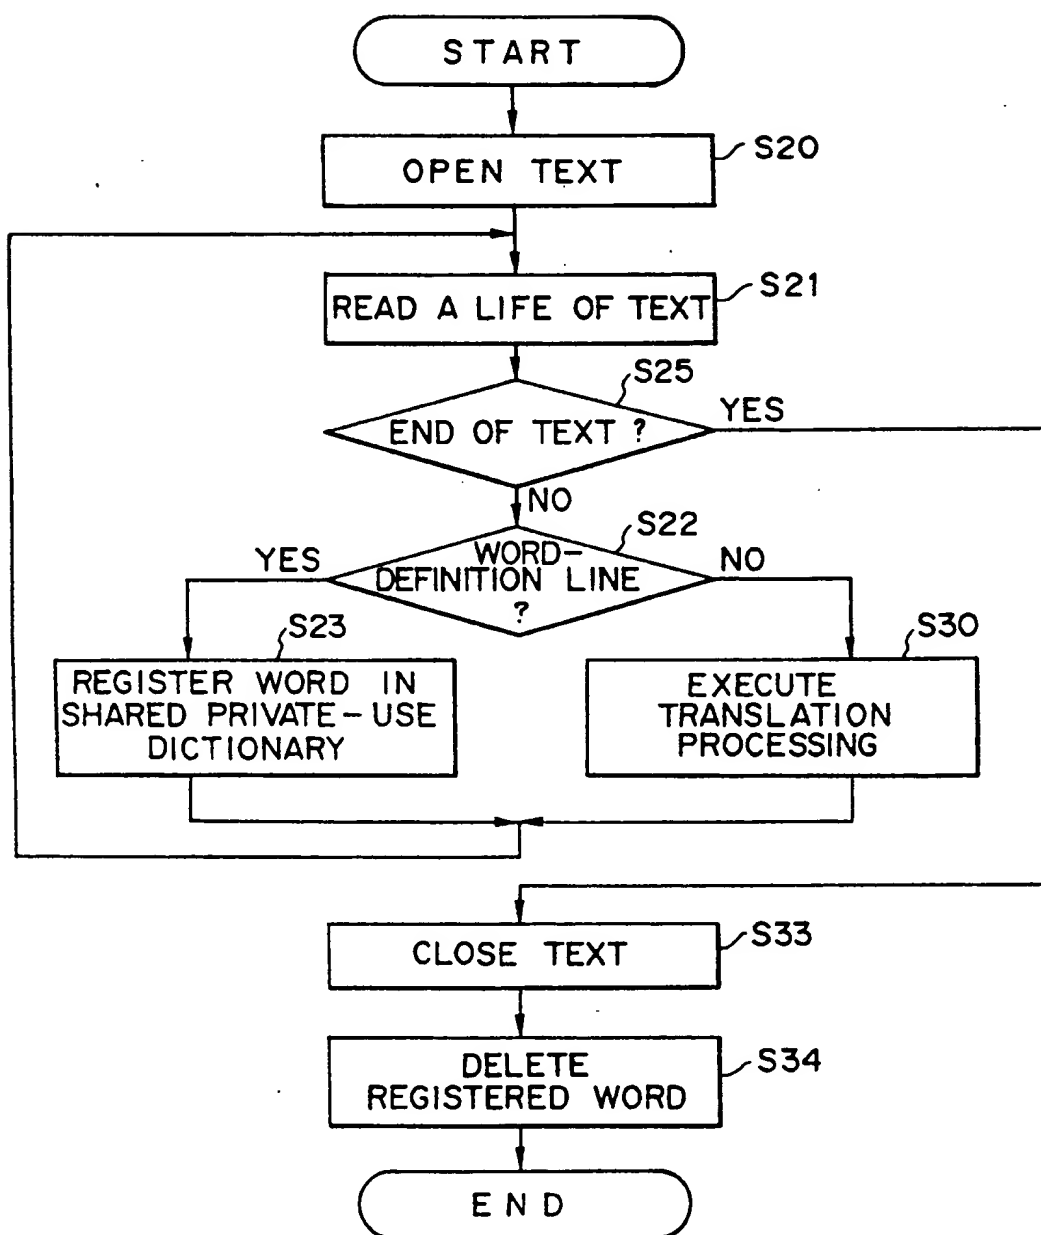 START
OPEN TEXT
S20
READ A LIFE OF TEXT
S21
S25
END OF TEXT ?
YES
NO
S22
WORD-
DEFINITION LINE
?
YES
NO
S23
REGISTER WORD IN
SHARED PRIVATE-USE
DICTIONARY
S30
EXECUTE
TRANSLATION
PROCESSING
CLOSE TEXT
S33
DELETE
REGISTERED WORD
S34
END